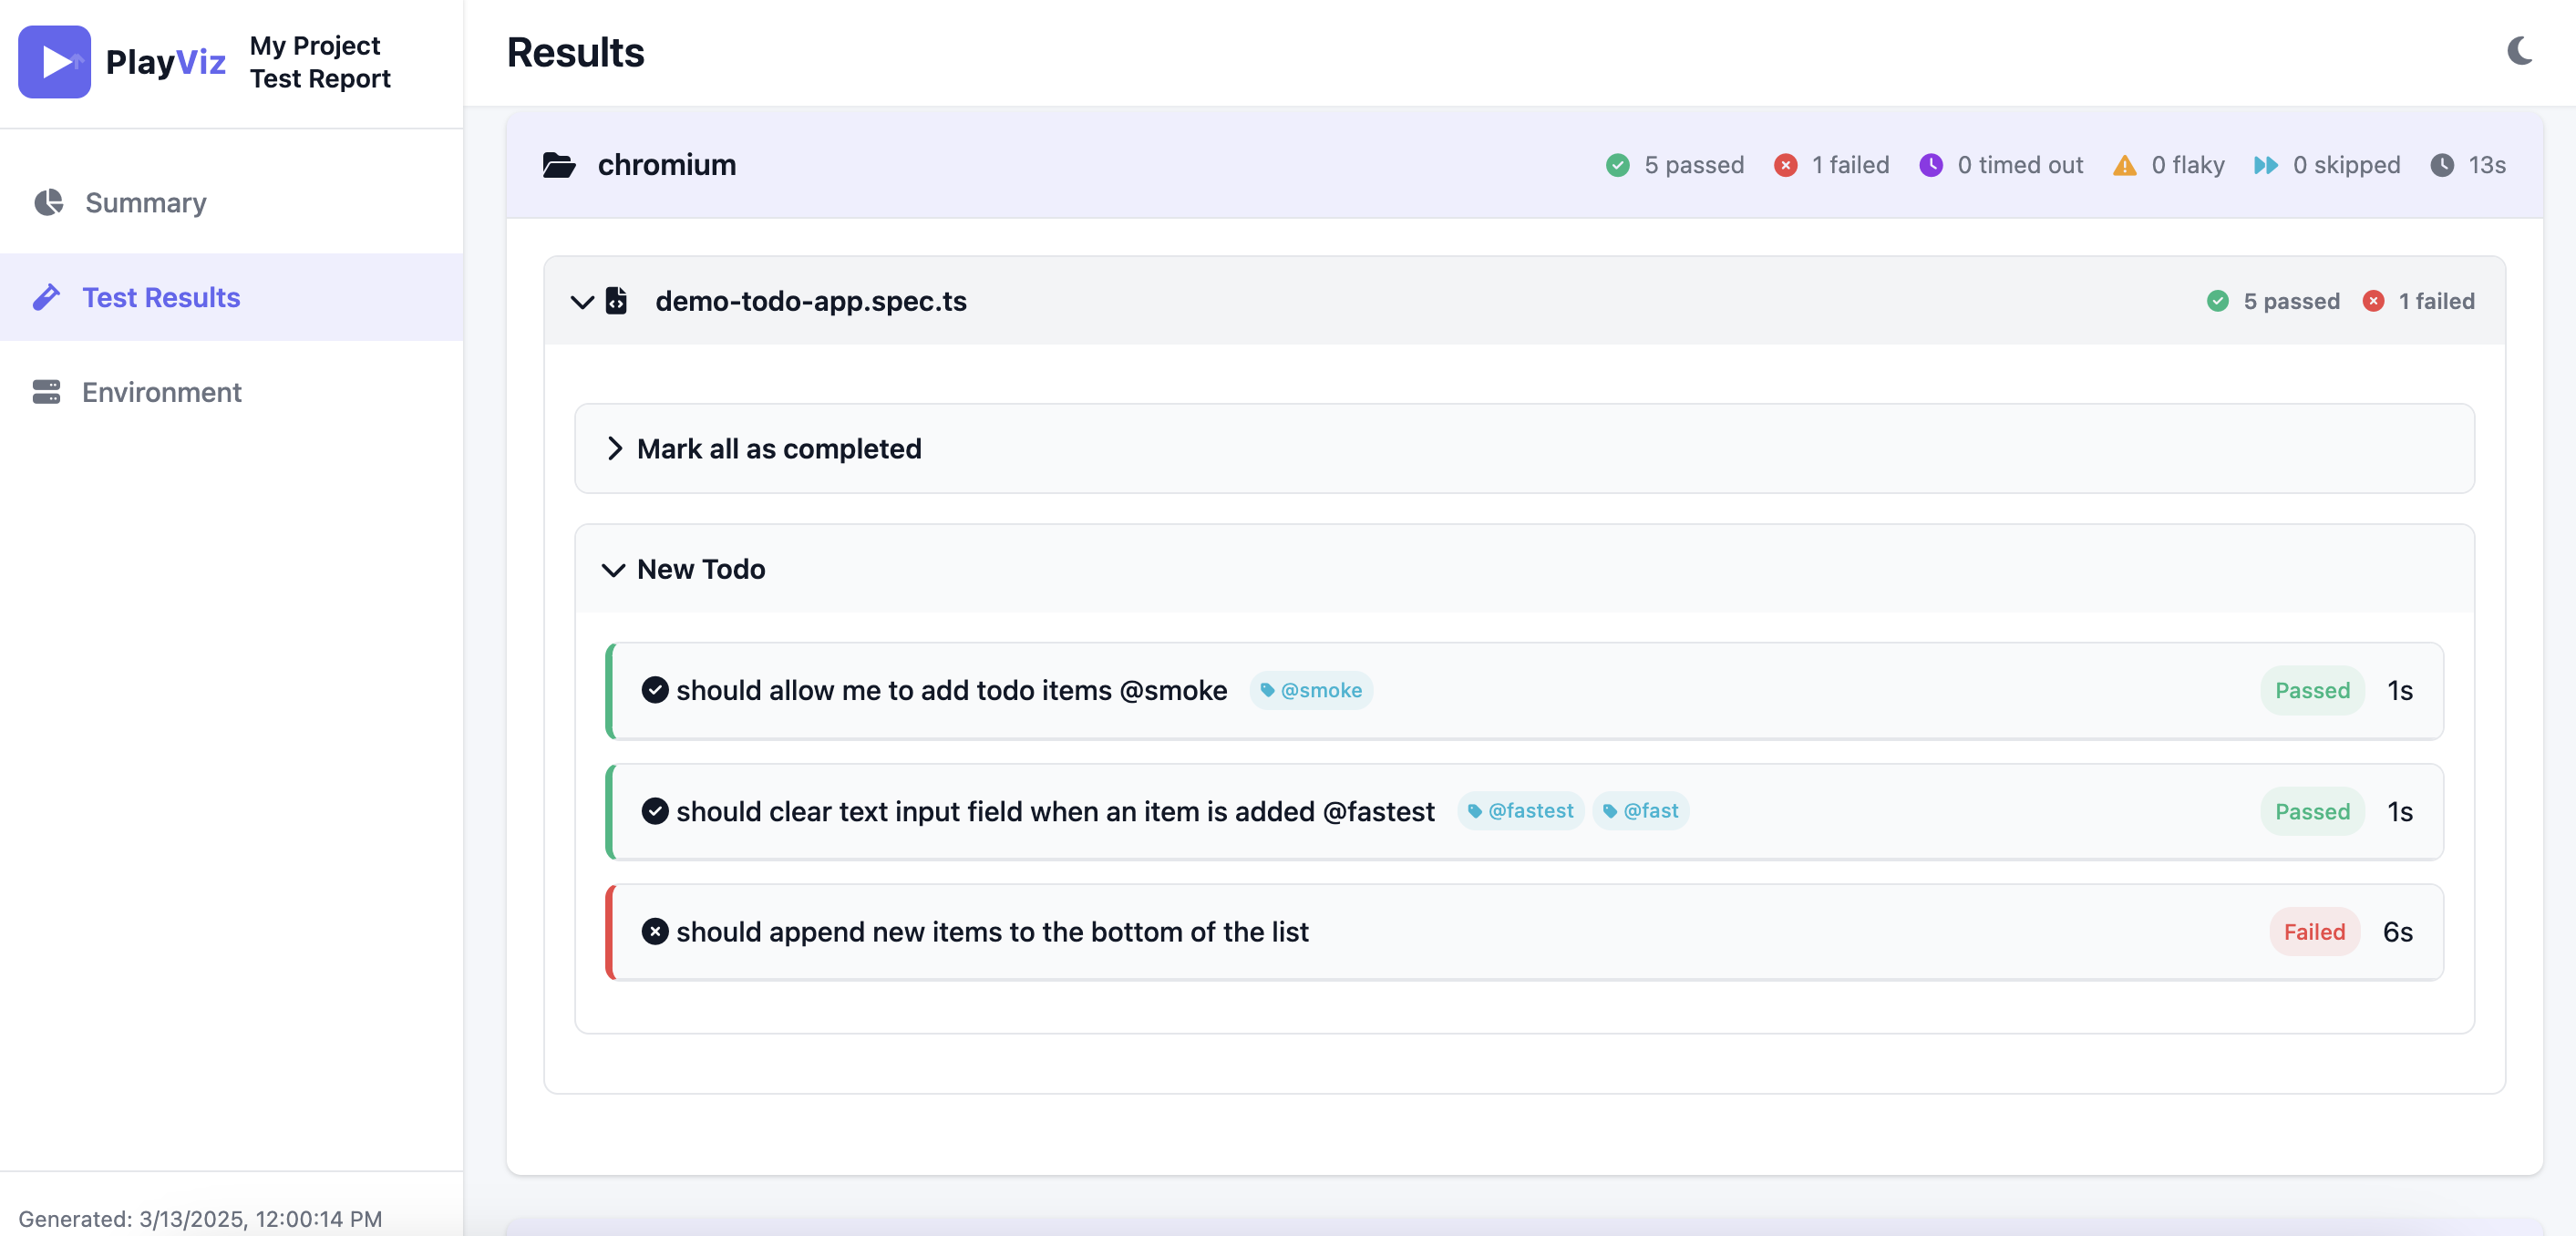 PlayViz
My Project
Test Report
Results
Summary
Test Results
Environment
chromium
5 passed 1 failed 0 timed out 0 flaky 0 skipped 13s
demo-todo-app.spec.ts 5 passed 1 failed
Mark all as completed
New Todo
should allow me to add todo items @smoke @smoke Passed 1s
should clear text input field when an item is added @fastest @fastest @fast Passed 1s
should append new items to the bottom of the list Failed 6s
Generated: 3/13/2025, 12:00:14 PM